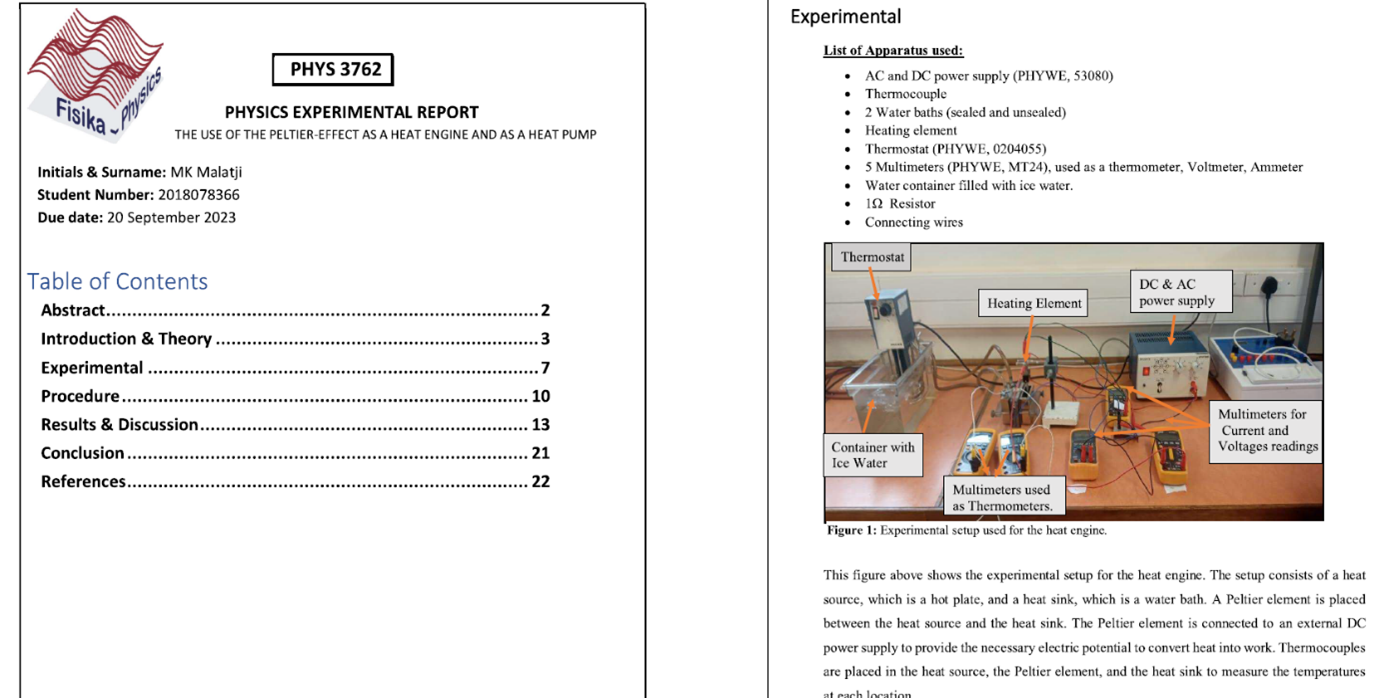 Fisika - Physics
PHYS 3762
PHYSICS EXPERIMENTAL REPORT
THE USE OF THE PELTIER-EFFECT AS A HEAT ENGINE AND AS A HEAT PUMP
Initials & Surname: MK Malatji
Student Number: 2018078366
Due date: 20 September 2023
Table of Contents
Abstract 2
Introduction & Theory 3
Experimental 7
Procedure 10
Results & Discussion 13
Conclusion 21
References 22
Experimental
List of Apparatus used:
• AC and DC power supply (PHYWE, 53080)
• Thermocouple
• 2 Water baths (sealed and unsealed)
• Heating element
• Thermostat (PHYWE, 0204055)
• 5 Multimeters (PHYWE, MT24), used as a thermometer, Voltmeter, Ammeter
• Water container filled with ice water.
• 1Ω Resistor
• Connecting wires
Thermostat
Heating Element
DC & AC
power supply
Container with
Ice Water
Multimeters used
as Thermometers.
Multimeters for
Current and
Voltages readings
Figure 1: Experimental setup used for the heat engine.
This figure above shows the experimental setup for the heat engine. The setup consists of a heat
source, which is a hot plate, and a heat sink, which is a water bath. A Peltier element is placed
between the heat source and the heat sink. The Peltier element is connected to an external DC
power supply to provide the necessary electric potential to convert heat into work. Thermocouples
are placed in the heat source, the Peltier element, and the heat sink to measure the temperatures
at each location.